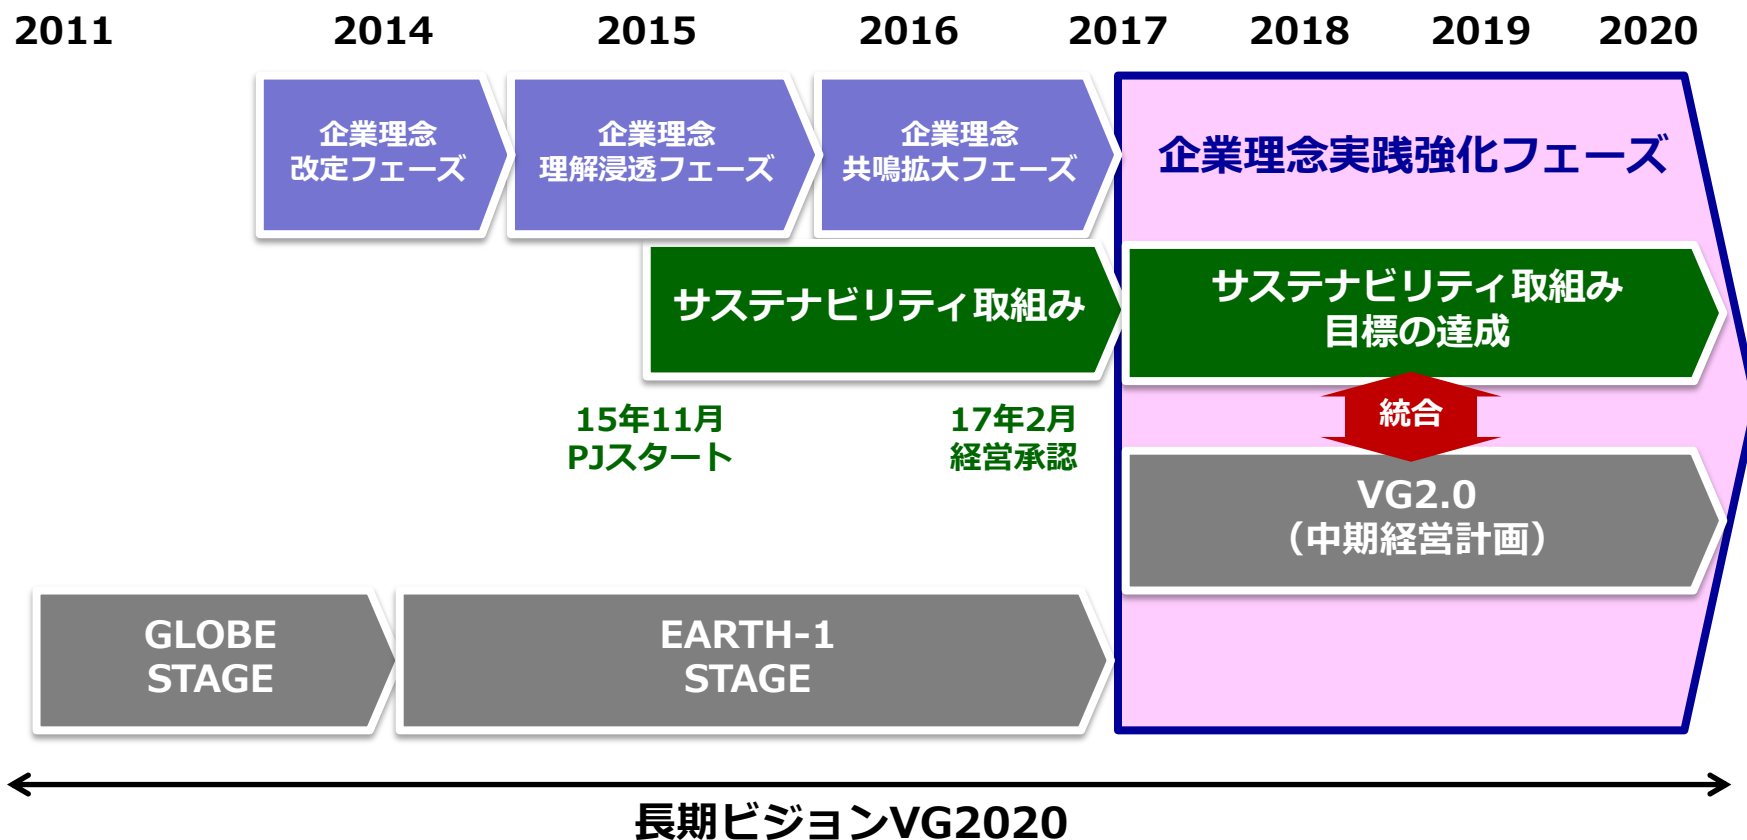 2011 2014 2015 2016 2017 2018 2019 2020
企業理念
改定フェーズ
企業理念
理解浸透フェーズ
企業理念
共鳴拡大フェーズ
企業理念実践強化フェーズ
サステナビリティ取組み
サステナビリティ取組み
目標の達成
15年11月
PJスタート
17年2月
経営承認
統合
VG2.0
（中期経営計画）
GLOBE
STAGE
EARTH-1
STAGE
長期ビジョンVG2020